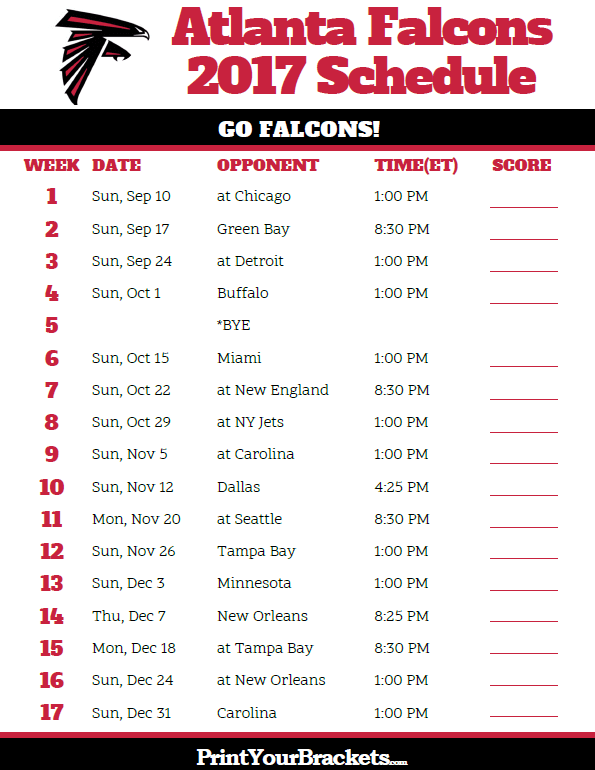 Atlanta Falcons
2017 Schedule
GO FALCONS!
WEEK DATE OPPONENT TIME(ET) SCORE
1 Sun, Sep 10 at Chicago 1:00 PM
2 Sun, Sep 17 Green Bay 8:30 PM
3 Sun, Sep 24 at Detroit 1:00 PM
4 Sun, Oct 1 Buffalo 1:00 PM
5 *BYE
6 Sun, Oct 15 Miami 1:00 PM
7 Sun, Oct 22 at New England 8:30 PM
8 Sun, Oct 29 at NY Jets 1:00 PM
9 Sun, Nov 5 at Carolina 1:00 PM
10 Sun, Nov 12 Dallas 4:25 PM
11 Mon, Nov 20 at Seattle 8:30 PM
12 Sun, Nov 26 Tampa Bay 1:00 PM
13 Sun, Dec 3 Minnesota 1:00 PM
14 Thu, Dec 7 New Orleans 8:25 PM
15 Mon, Dec 18 at Tampa Bay 8:30 PM
16 Sun, Dec 24 at New Orleans 1:00 PM
17 Sun, Dec 31 Carolina 1:00 PM
PrintYourBrackets.com